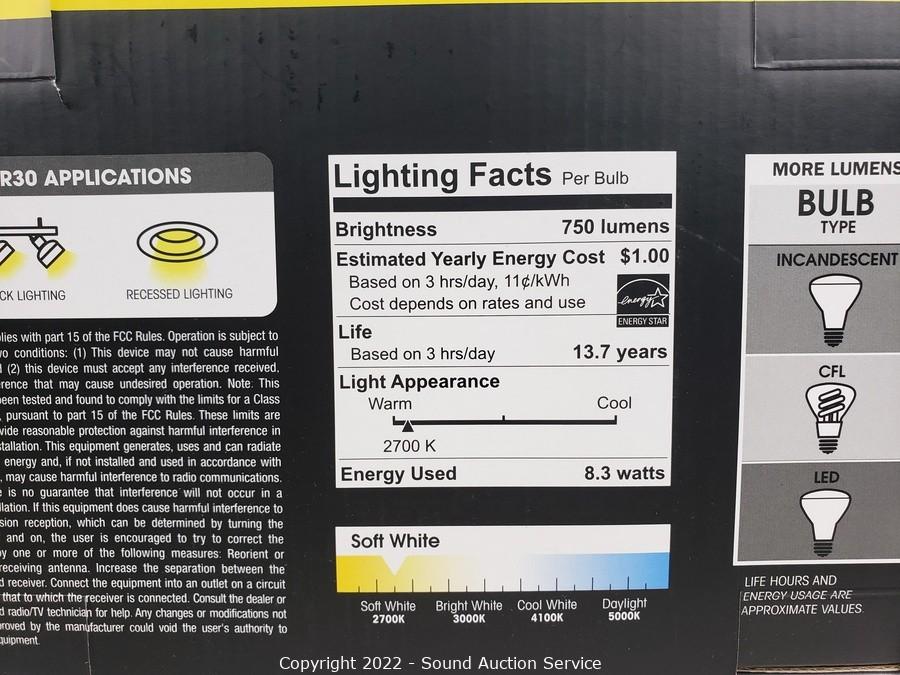 R30 APPLICATIONS
CK LIGHTING
RECESSED LIGHTING
plies with part 15 of the FCC Rules. Operation is subject to
wo conditions: (1) This device may not cause harmful
d (2) this device must accept any interference received,
erence that may cause undesired operation. Note: This
been tested and found to comply with the limits for a Class
, pursuant to part 15 of the FCC Rules. These limits are
vide reasonable protection against harmful interference in
stallation. This equipment generates, uses and can radiate
energy and, if not installed and used in accordance with
, may cause harmful interference to radio communications.
e is no guarantee that interference will not occur in a
llation. If this equipment does cause harmful interference to
sion reception, which can be determined by turning the
and on, the user is encouraged to try to correct the
by one or more of the following measures: Reorient or
receiving antenna. Increase the separation between the
d receiver. Connect the equipment into an outlet on a circuit
that to which the receiver is connected. Consult the dealer or
d radio/TV technician for help. Any changes or modifications not
proved by the manufacturer could void the user's authority to
quipment.
Lighting Facts Per Bulb
Brightness 750 lumens
Estimated Yearly Energy Cost $1.00
Based on 3 hrs/day, 11¢/kWh
Cost depends on rates and use
energy
ENERGY STAR
Life
Based on 3 hrs/day 13.7 years
Light Appearance
Warm Cool
2700 K
Energy Used 8.3 watts
Soft White
Soft White Bright White Cool White Daylight
2700K 3000K 4100K 5000K
MORE LUMENS
BULB
TYPE
INCANDESCENT
CFL
LED
LIFE HOURS AND
ENERGY USAGE ARE
APPROXIMATE VALUES.
Copyright 2022 - Sound Auction Service